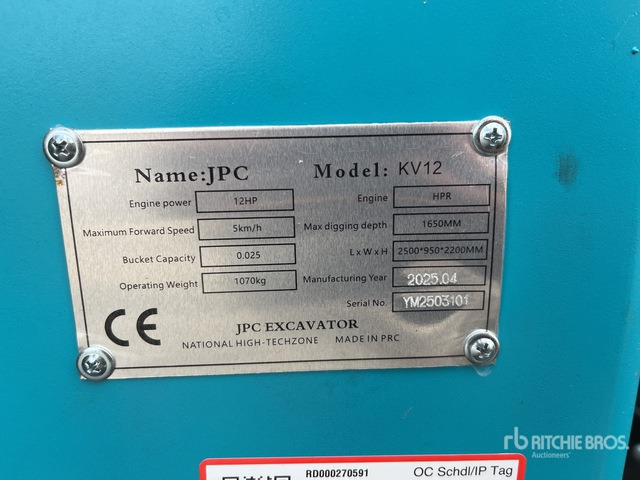 Name:JPC Model: KV12
Engine power 12HP Engine HPR
Maximum Forward Speed 5km/h Max digging depth 1650MM
Bucket Capacity 0.025 L x W x H 2500*950*2200MM
Operating Weight 1070kg Manufacturing Year 2025.04
Serial No. YM2503101
CE JPC EXCAVATOR
NATIONAL HIGH-TECHZONE MADE IN PRC
rb RITCHIE BROS.
Auctioneers
RD000270591 OC Schdl/IP Tag